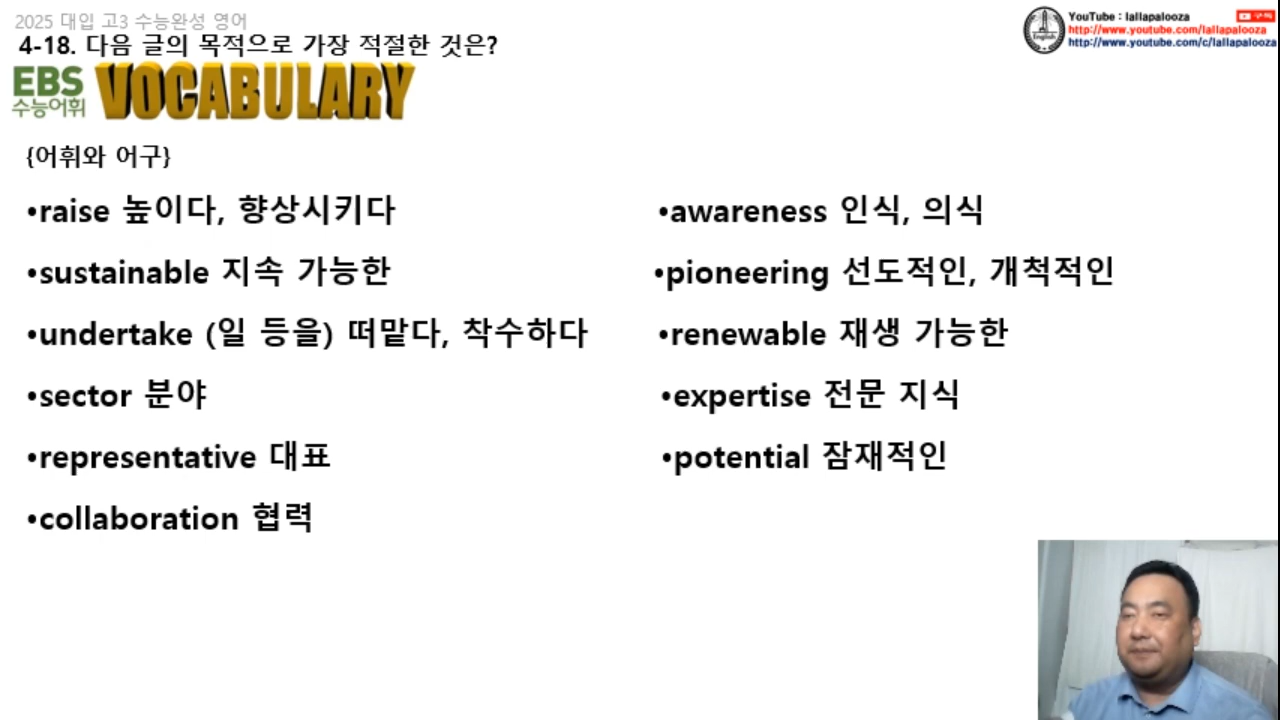 2025 대입 고3 수능완성 영어
4-18. 다음 글의 목적으로 가장 적절한 것은?
YouTube : lallapalooza
http://www.youtube.com/lallapalooza
http://www.youtube.com/c/lallapalooza
EBS
수능어휘
VOCABULARY
{어휘와 어구}
•raise 높이다, 향상시키다
•awareness 인식, 의식
•sustainable 지속 가능한
•pioneering 선도적인, 개척적인
•undertake (일 등을) 떠맡다, 착수하다
•renewable 재생 가능한
•sector 분야
•expertise 전문 지식
•representative 대표
•potential 잠재적인
•collaboration 협력